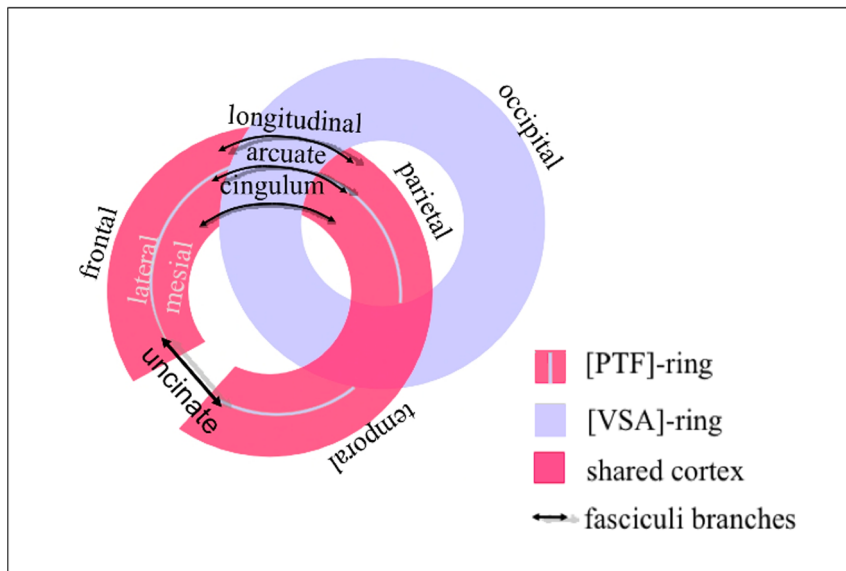 longitudinal
arcuate
cingulum
occipital
parietal
frontal
lateral
mesial
uncinate
temporal
[PTF]-ring
[VSA]-ring
shared cortex
fasciculi branches